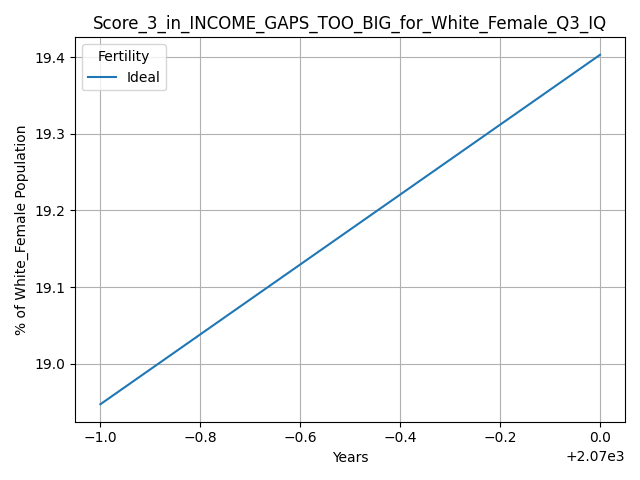 Score_3_in_INCOME_GAPS_TOO_BIG_for_White_Female_Q3_IQ
Fertility
Ideal
% of White_Female Population
19.4
19.3
19.2
19.1
19.0
−1.0 −0.8 −0.6 −0.4 −0.2 0.0
+2.07e3
Years